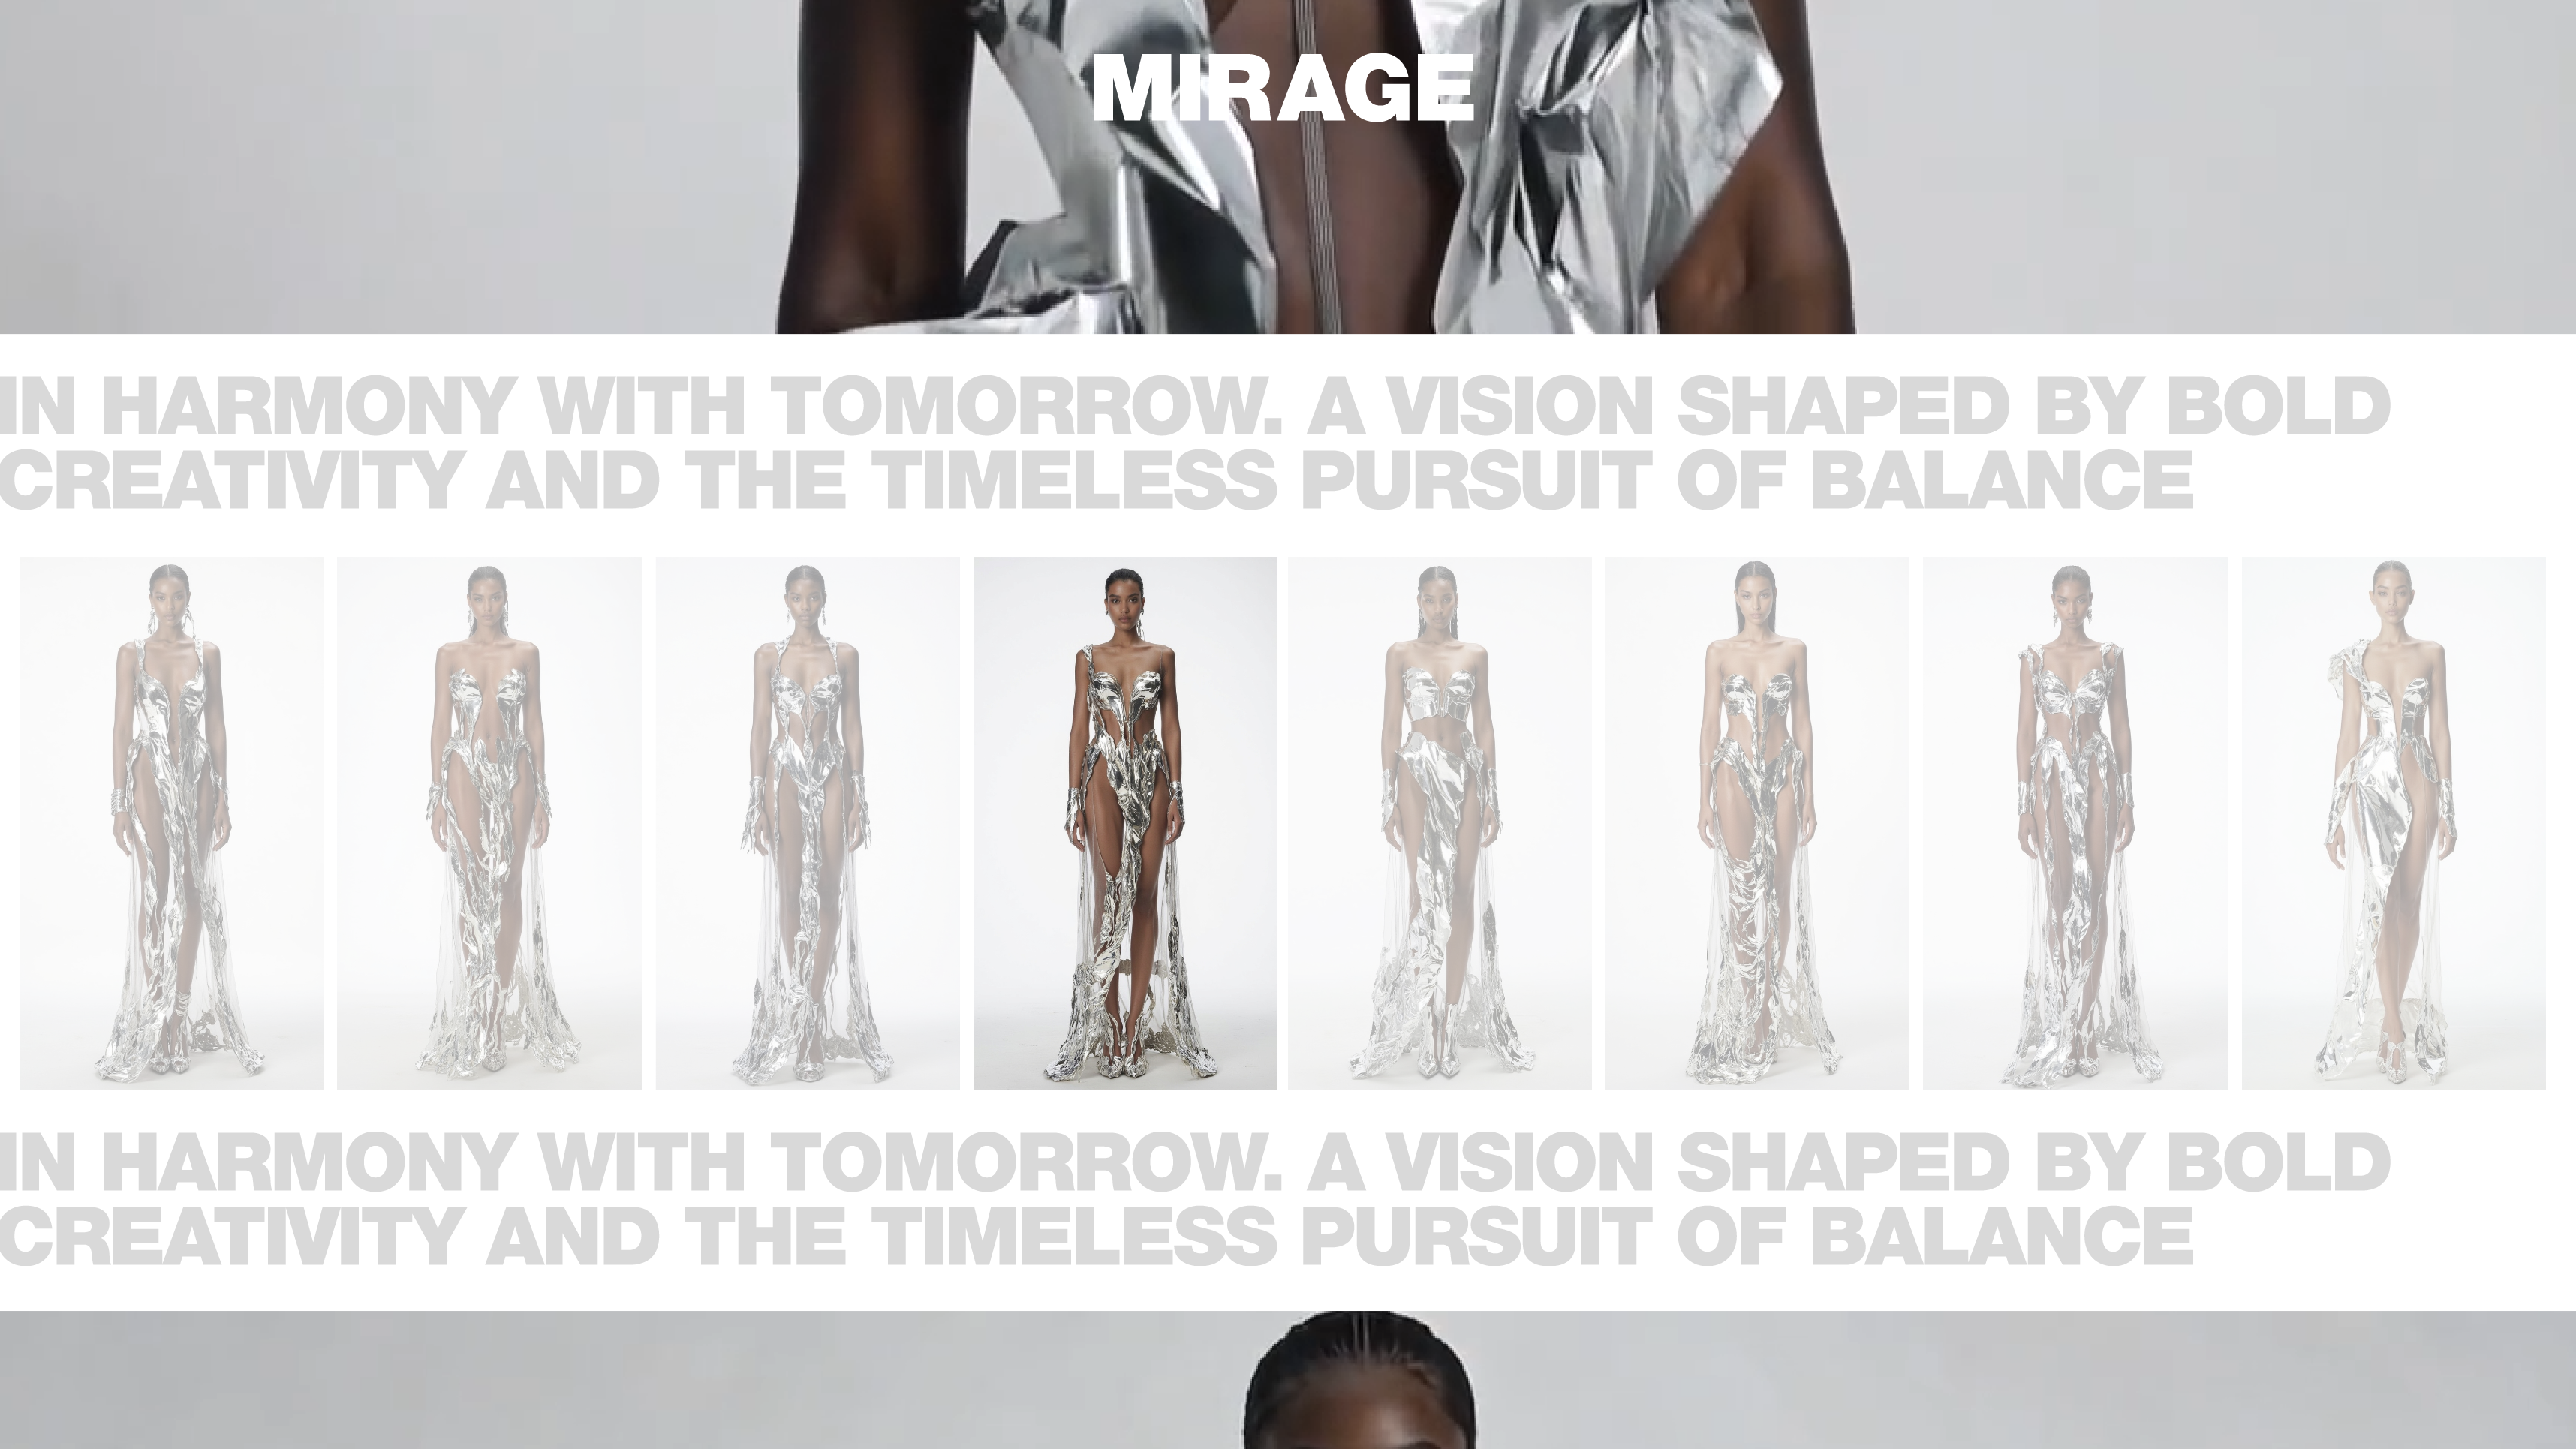 MIRAGE
IN HARMONY WITH TOMORROW. A VISION SHAPED BY BOLD
CREATIVITY AND THE TIMELESS PURSUIT OF BALANCE
IN HARMONY WITH TOMORROW. A VISION SHAPED BY BOLD
CREATIVITY AND THE TIMELESS PURSUIT OF BALANCE